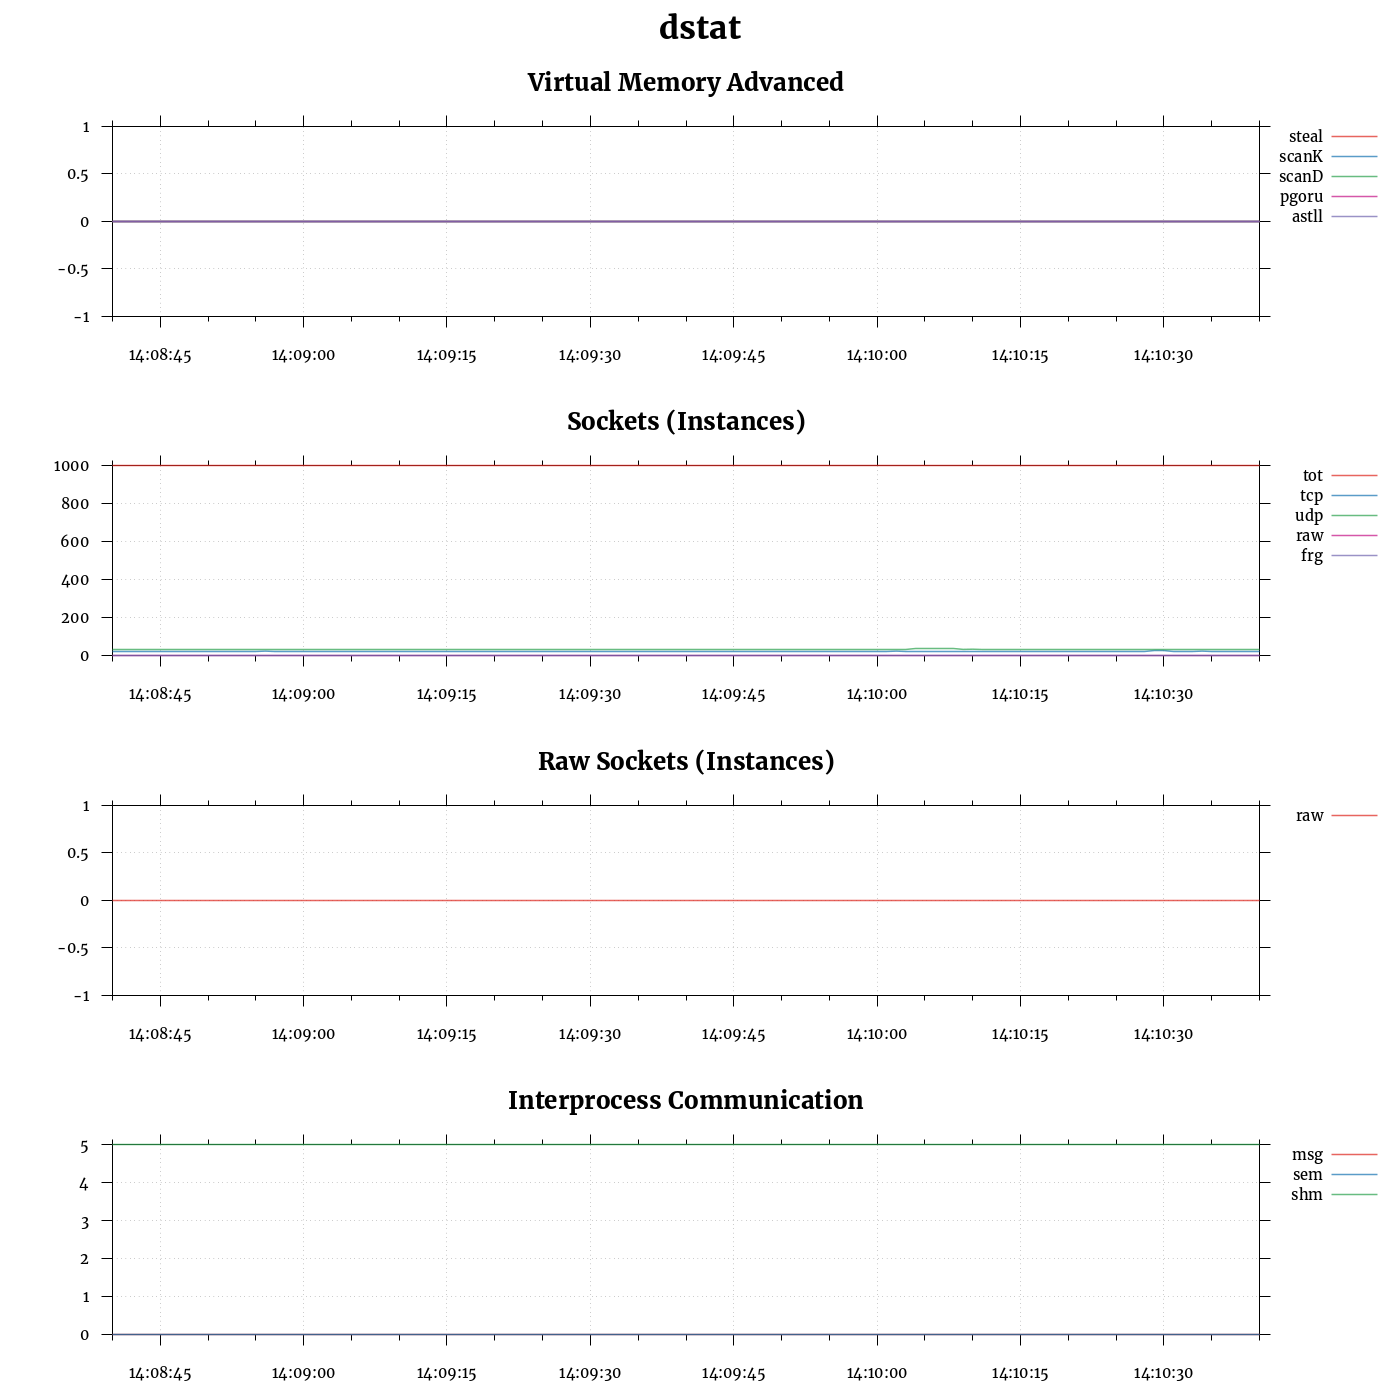 dstat
Virtual Memory Advanced
1
0.5
0
-0.5
-1
14:08:45 14:09:00 14:09:15 14:09:30 14:09:45 14:10:00 14:10:15 14:10:30
steal
scanK
scanD
pgoru
astll
Sockets (Instances)
1000
800
600
400
200
0
14:08:45 14:09:00 14:09:15 14:09:30 14:09:45 14:10:00 14:10:15 14:10:30
tot
tcp
udp
raw
frg
Raw Sockets (Instances)
1
0.5
0
-0.5
-1
14:08:45 14:09:00 14:09:15 14:09:30 14:09:45 14:10:00 14:10:15 14:10:30
raw
Interprocess Communication
5
4
3
2
1
0
14:08:45 14:09:00 14:09:15 14:09:30 14:09:45 14:10:00 14:10:15 14:10:30
msg
sem
shm